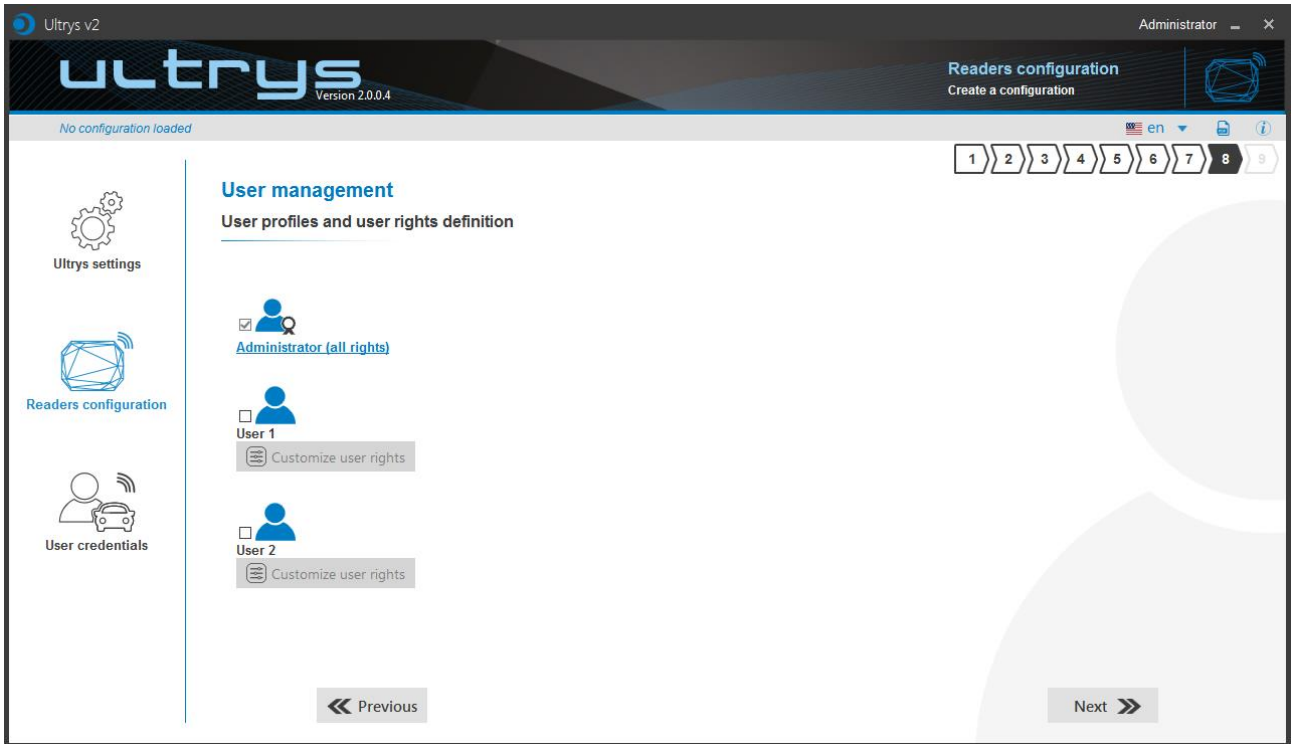 Ultrys v2
Administrator
ultrys
Version 2.0.0.4
Readers configuration
Create a configuration
No configuration loaded
en
i
1 2 3 4 5 6 7 8 9
User management
User profiles and user rights definition
Ultrys settings
Administrator (all rights)
Readers configuration
User 1
Customize user rights
User credentials
User 2
Customize user rights
Previous
Next